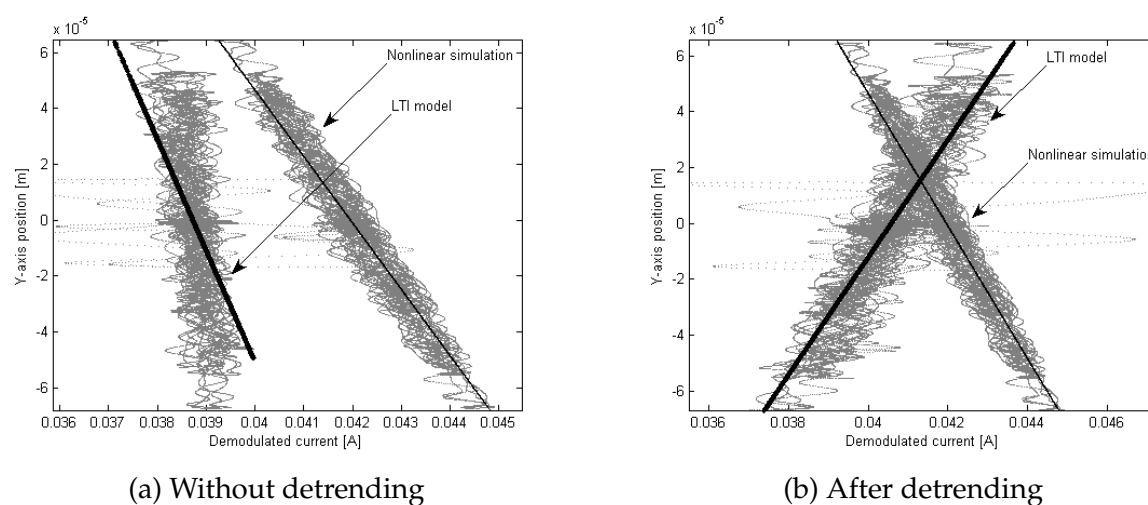 x 10⁻⁵
6
4
2
0
-2
-4
-6
Y-axis position [m]
0.036 0.037 0.038 0.039 0.04 0.041 0.042 0.043 0.044 0.045
Demodulated current [A]
Nonlinear simulation
LTI model
(a) Without detrending
x 10⁻⁵
6
4
2
0
-2
-4
-6
Y-axis position [m]
0.036 0.038 0.04 0.042 0.044 0.046
Demodulated current [A]
LTI model
Nonlinear simulation
(b) After detrending